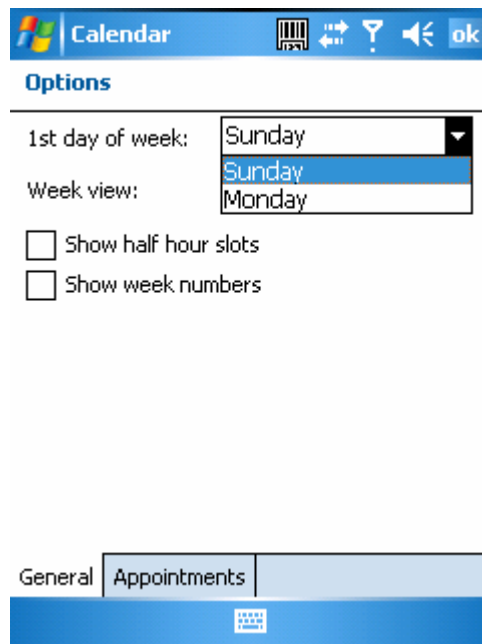 Calendar
ok
Options
1st day of week: Sunday
Sunday
Week view:
Monday
Show half hour slots
Show week numbers
General Appointments